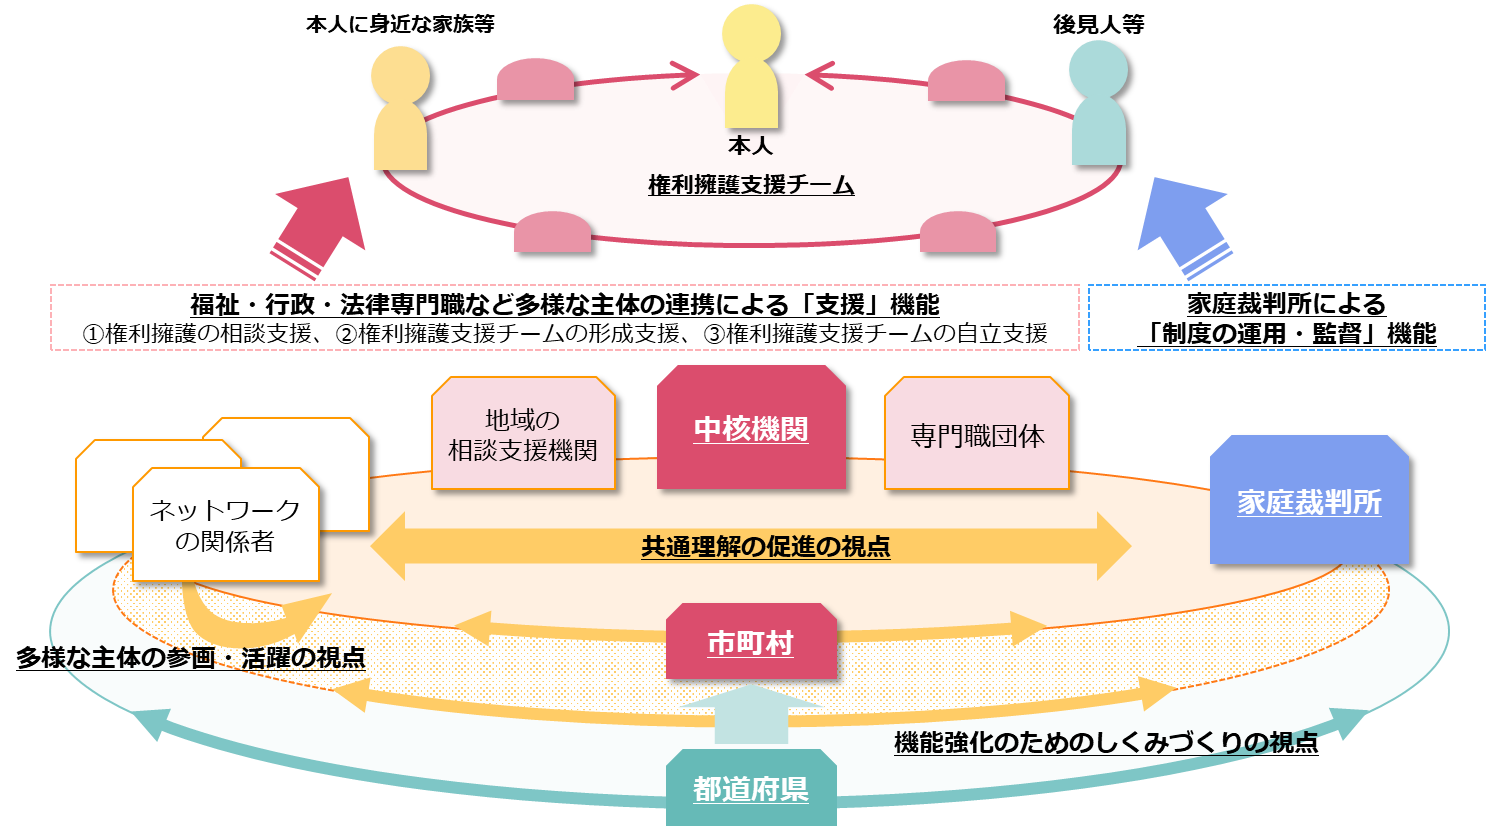 本人に身近な家族等
後見人等
本人
権利擁護支援チーム
福祉・行政・法律専門職など多様な主体の連携による「支援」機能
①権利擁護の相談支援、②権利擁護支援チームの形成支援、③権利擁護支援チームの自立支援
家庭裁判所による
「制度の運用・監督」機能
地域の
相談支援機関
中核機関
専門職団体
家庭裁判所
ネットワーク
の関係者
共通理解の促進の視点
市町村
多様な主体の参画・活躍の視点
機能強化のためのしくみづくりの視点
都道府県